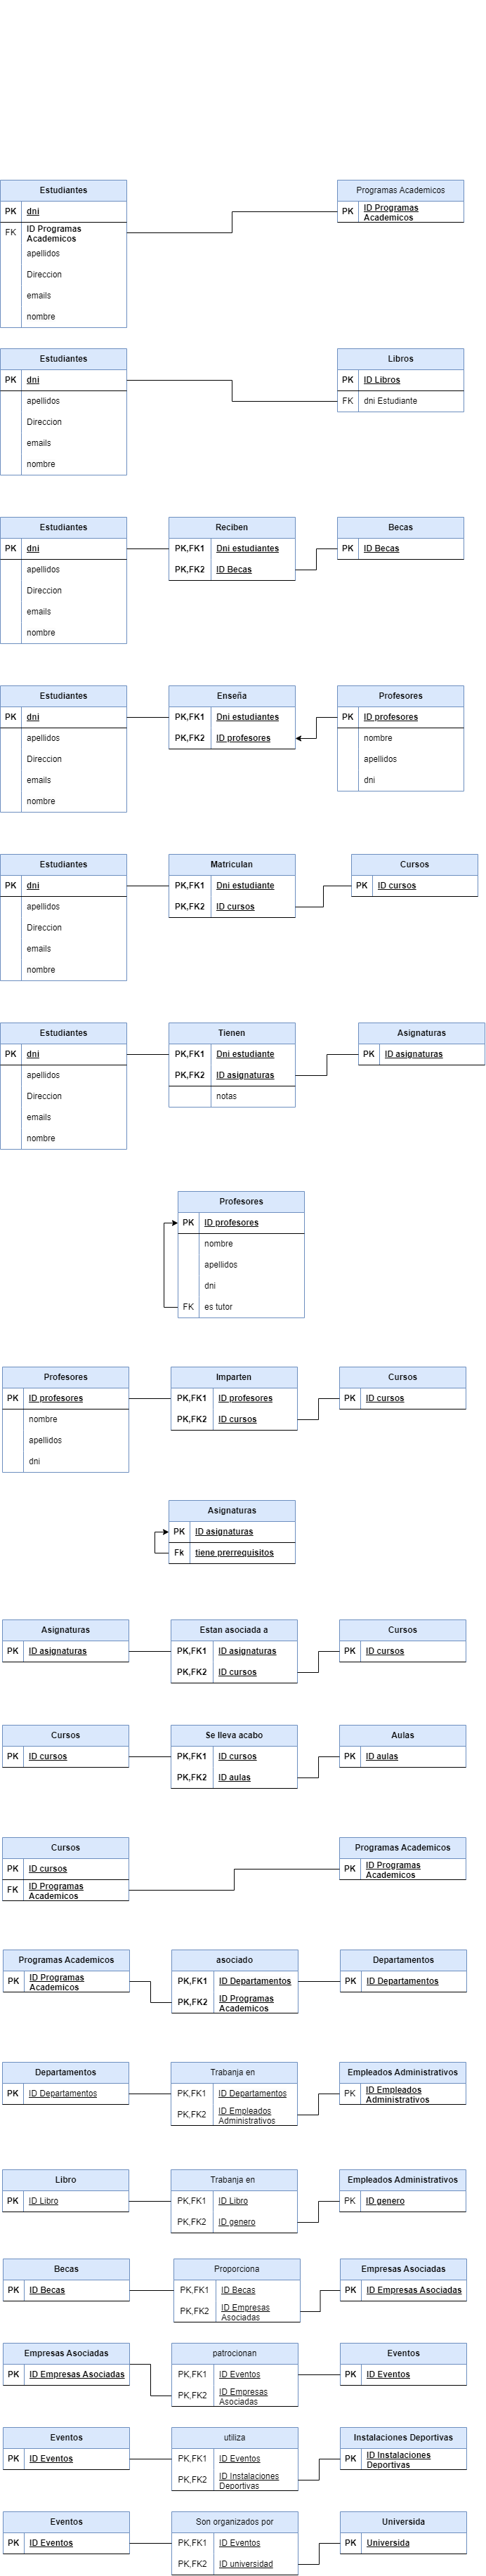 Estudiantes
PK dni
FK ID Programas
Academicos
apellidos
Direccion
emails
nombre
Programas Academicos
PK ID Programas
Academicos
Estudiantes
PK dni
apellidos
Direccion
emails
nombre
Libros
PK ID Libros
FK dni Estudiante
Estudiantes
PK dni
apellidos
Direccion
emails
nombre
Reciben
PK,FK1 Dni estudiantes
PK,FK2 ID Becas
Becas
PK ID Becas
Estudiantes
PK dni
apellidos
Direccion
emails
nombre
Enseña
PK,FK1 Dni estudiantes
PK,FK2 ID profesores
Profesores
PK ID profesores
nombre
apellidos
dni
Estudiantes
PK dni
apellidos
Direccion
emails
nombre
Matriculan
PK,FK1 Dni estudiante
PK,FK2 ID cursos
Cursos
PK ID cursos
Estudiantes
PK dni
apellidos
Direccion
emails
nombre
Tienen
PK,FK1 Dni estudiante
PK,FK2 ID asignaturas
notas
Asignaturas
PK ID asignaturas
Profesores
PK ID profesores
nombre
apellidos
dni
FK es tutor
Profesores
PK ID profesores
nombre
apellidos
dni
Imparten
PK,FK1 ID profesores
PK,FK2 ID cursos
Cursos
PK ID cursos
Asignaturas
PK ID asignaturas
Fk tiene prerrequisitos
Asignaturas
PK ID asignaturas
Estan asociada a
PK,FK1 ID asignaturas
PK,FK2 ID cursos
Cursos
PK ID cursos
Cursos
PK ID cursos
Se lleva acabo
PK,FK1 ID cursos
PK,FK2 ID aulas
Aulas
PK ID aulas
Cursos
PK ID cursos
FK ID Programas
Academicos
Programas Academicos
PK ID Programas
Academicos
Programas Academicos
PK ID Programas
Academicos
asociado
PK,FK1 ID Departamentos
PK,FK2 ID Programas
Academicos
Departamentos
PK ID Departamentos
Departamentos
PK ID Departamentos
Trabanja en
PK,FK1 ID Departamentos
PK,FK2 ID Empleados
Administrativos
Empleados Administrativos
PK ID Empleados
Administrativos
Libro
PK ID Libro
Trabanja en
PK,FK1 ID Libro
PK,FK2 ID genero
Empleados Administrativos
PK ID genero
Becas
PK ID Becas
Proporciona
PK,FK1 ID Becas
PK,FK2 ID Empresas
Asociadas
Empresas Asociadas
PK ID Empresas Asociadas
Empresas Asociadas
PK ID Empresas Asociadas
patrocionan
PK,FK1 ID Eventos
PK,FK2 ID Empresas
Asociadas
Eventos
PK ID Eventos
Eventos
PK ID Eventos
utiliza
PK,FK1 ID Eventos
PK,FK2 ID Instalaciones
Deportivas
Instalaciones Deportivas
PK ID Instalaciones
Deportivas
Eventos
PK ID Eventos
Son organizados por
PK,FK1 ID Eventos
PK,FK2 ID universidad
Universida
PK Universida